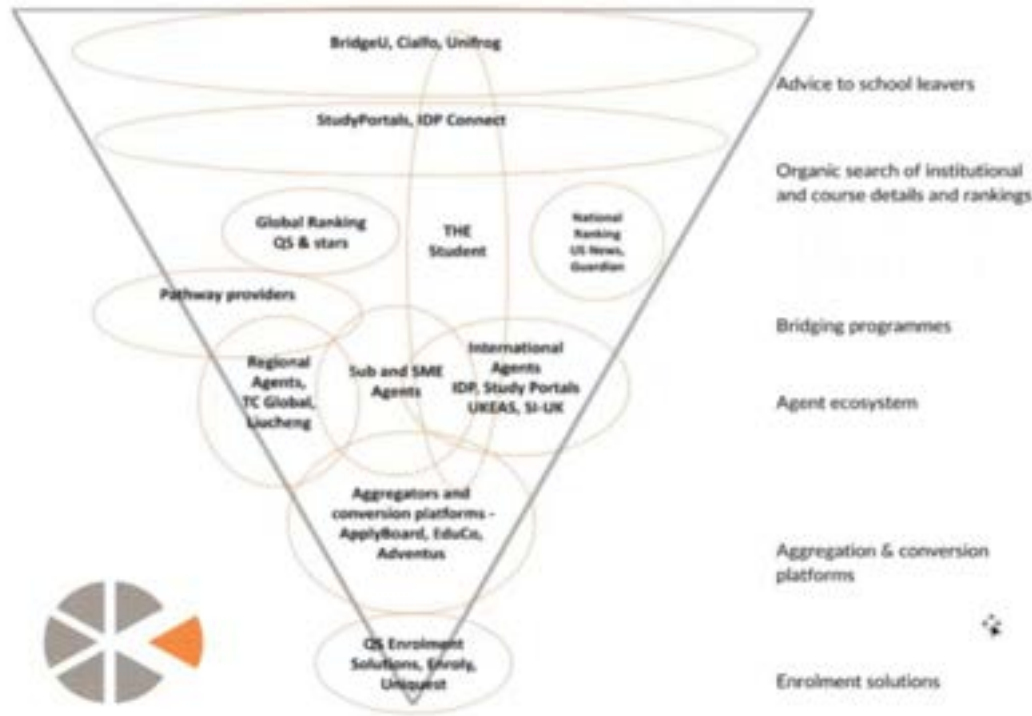 BridgeU, Cialfo, Unifrog
Advice to school leavers
StudyPortals, IDP Connect
Organic search of institutional
and course details and rankings
Global Ranking
QS & stars
THE
Student
National
Ranking
US News,
Guardian
Pathway providers
Bridging programmes
Regional
Agents,
TC Global,
Liucheng
Sub and SME
Agents
International
Agents
IDP, Study Portals
UKEAS, SI-UK
Agent ecosystem
Aggregators and
conversion platforms -
ApplyBoard, EduCo,
Adventus
Aggregation & conversion
platforms
QS Enrolment
Solutions, Enroly,
Uniquest
Enrolment solutions